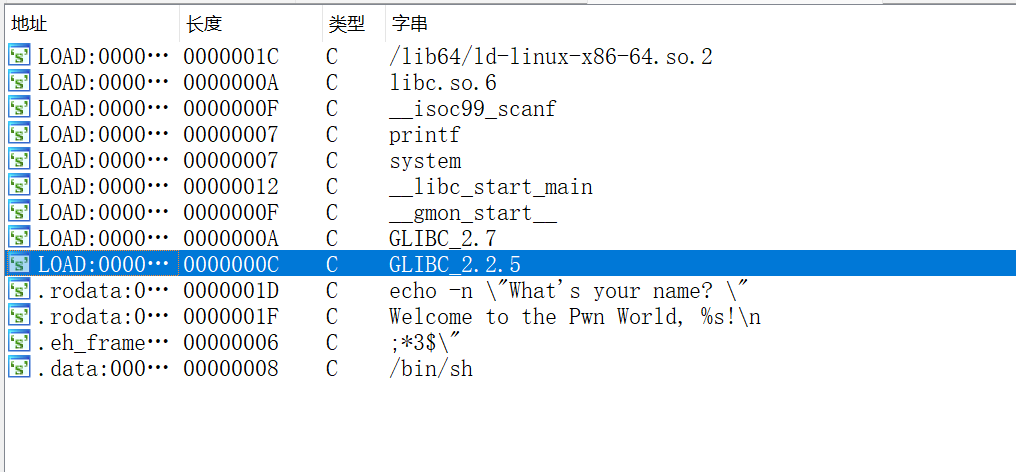 地址 长度 类型 字串
LOAD:0000… 0000001C C /lib64/ld-linux-x86-64.so.2
LOAD:0000… 0000000A C libc.so.6
LOAD:0000… 0000000F C __isoc99_scanf
LOAD:0000… 00000007 C printf
LOAD:0000… 00000007 C system
LOAD:0000… 00000012 C __libc_start_main
LOAD:0000… 0000000F C __gmon_start__
LOAD:0000… 0000000A C GLIBC_2.7
LOAD:0000… 0000000C C GLIBC_2.2.5
.rodata:0… 0000001D C echo -n \"What's your name? \"
.rodata:0… 0000001F C Welcome to the Pwn World, %s!\n
.eh_frame… 00000006 C ;*3$\"
.data:000… 00000008 C /bin/sh